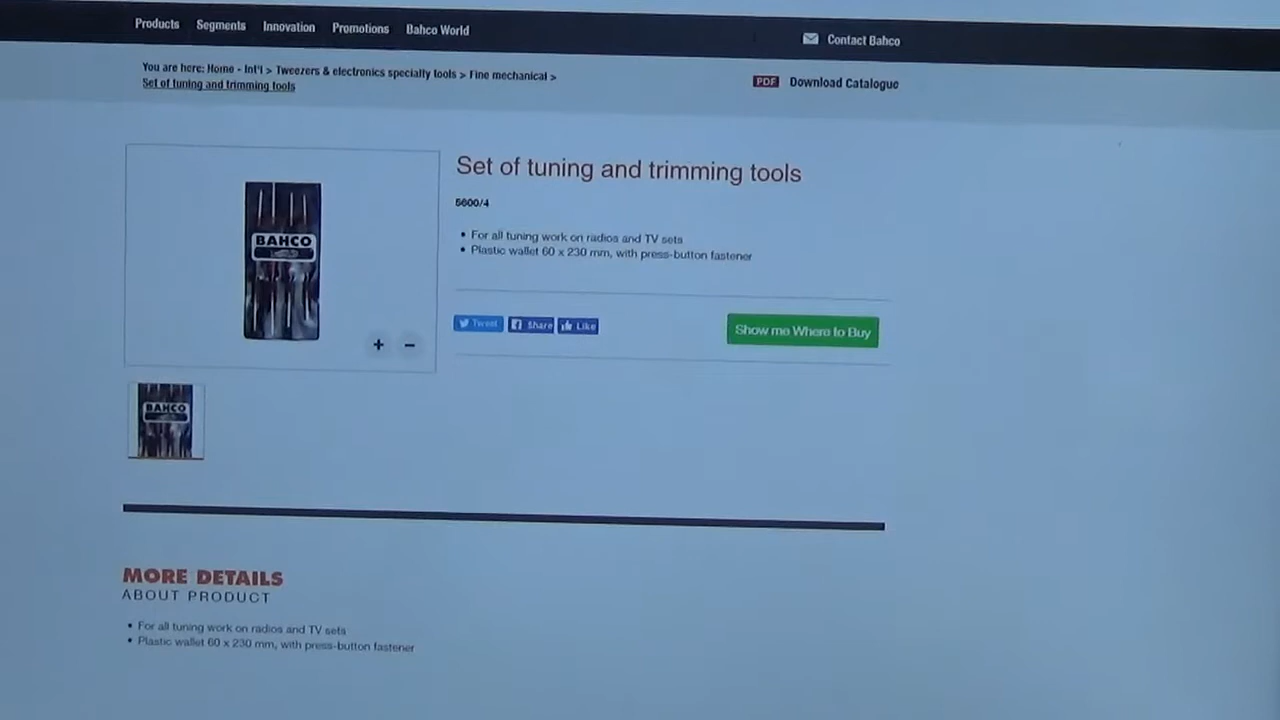 Products Segments Innovation Promotions Bahco World
Contact Bahco
You are here: Home - Int'l > Tweezers & electronics specialty tools > Fine mechanical >
Set of tuning and trimming tools
PDF Download Catalogue
Set of tuning and trimming tools
5600/4
• For all tuning work on radios and TV sets
• Plastic wallet 60 x 230 mm, with press-button fastener
BAHCO
Tweet Share Like
Show me Where to Buy
+ −
BAHCO
MORE DETAILS
ABOUT PRODUCT
• For all tuning work on radios and TV sets
• Plastic wallet 60 x 230 mm, with press-button fastener